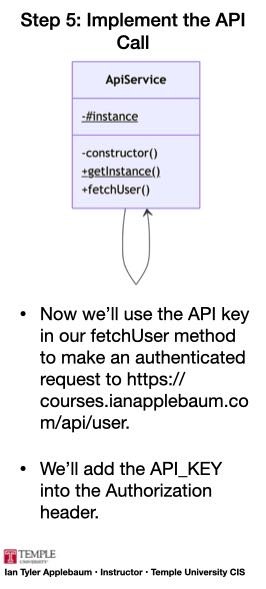 Step 5: Implement the API
Call
ApiService
-#instance
-constructor()
+getInstance()
+fetchUser()
• Now we’ll use the API key
in our fetchUser method
to make an authenticated
request to https://
courses.ianapplebaum.co
m/api/user.
• We’ll add the API_KEY
into the Authorization
header.
T TEMPLE
UNIVERSITY
Ian Tyler Applebaum · Instructor · Temple University CIS